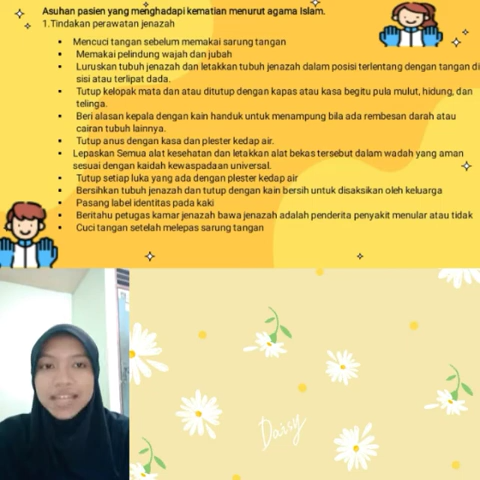 Asuhan pasien yang menghadapi kematian menurut agama Islam.
1.Tindakan perawatan jenazah
▪ Mencuci tangan sebelum memakai sarung tangan
▪ Memakai pelindung wajah dan jubah
▪ Luruskan tubuh jenazah dan letakkan tubuh jenazah dalam posisi terlentang dengan tangan di
sisi atau terlipat dada.
▪ Tutup kelopak mata dan atau ditutup dengan kapas atau kasa begitu pula mulut, hidung, dan
telinga.
▪ Beri alasan kepala dengan kain handuk untuk menampung bila ada rembesan darah atau
cairan tubuh lainnya.
▪ Tutup anus dengan kasa dan plester kedap air.
▪ Lepaskan Semua alat kesehatan dan letakkan alat bekas tersebut dalam wadah yang aman
sesuai dengan kaidah kewaspadaan universal.
▪ Tutup setiap luka yang ada dengan plester kedap air
▪ Bersihkan tubuh jenazah dan tutup dengan kain bersih untuk disaksikan oleh keluarga
▪ Pasang label identitas pada kaki
▪ Beritahu petugas kamar jenazah bawa jenazah adalah penderita penyakit menular atau tidak
▪ Cuci tangan setelah melepas sarung tangan
Daisy